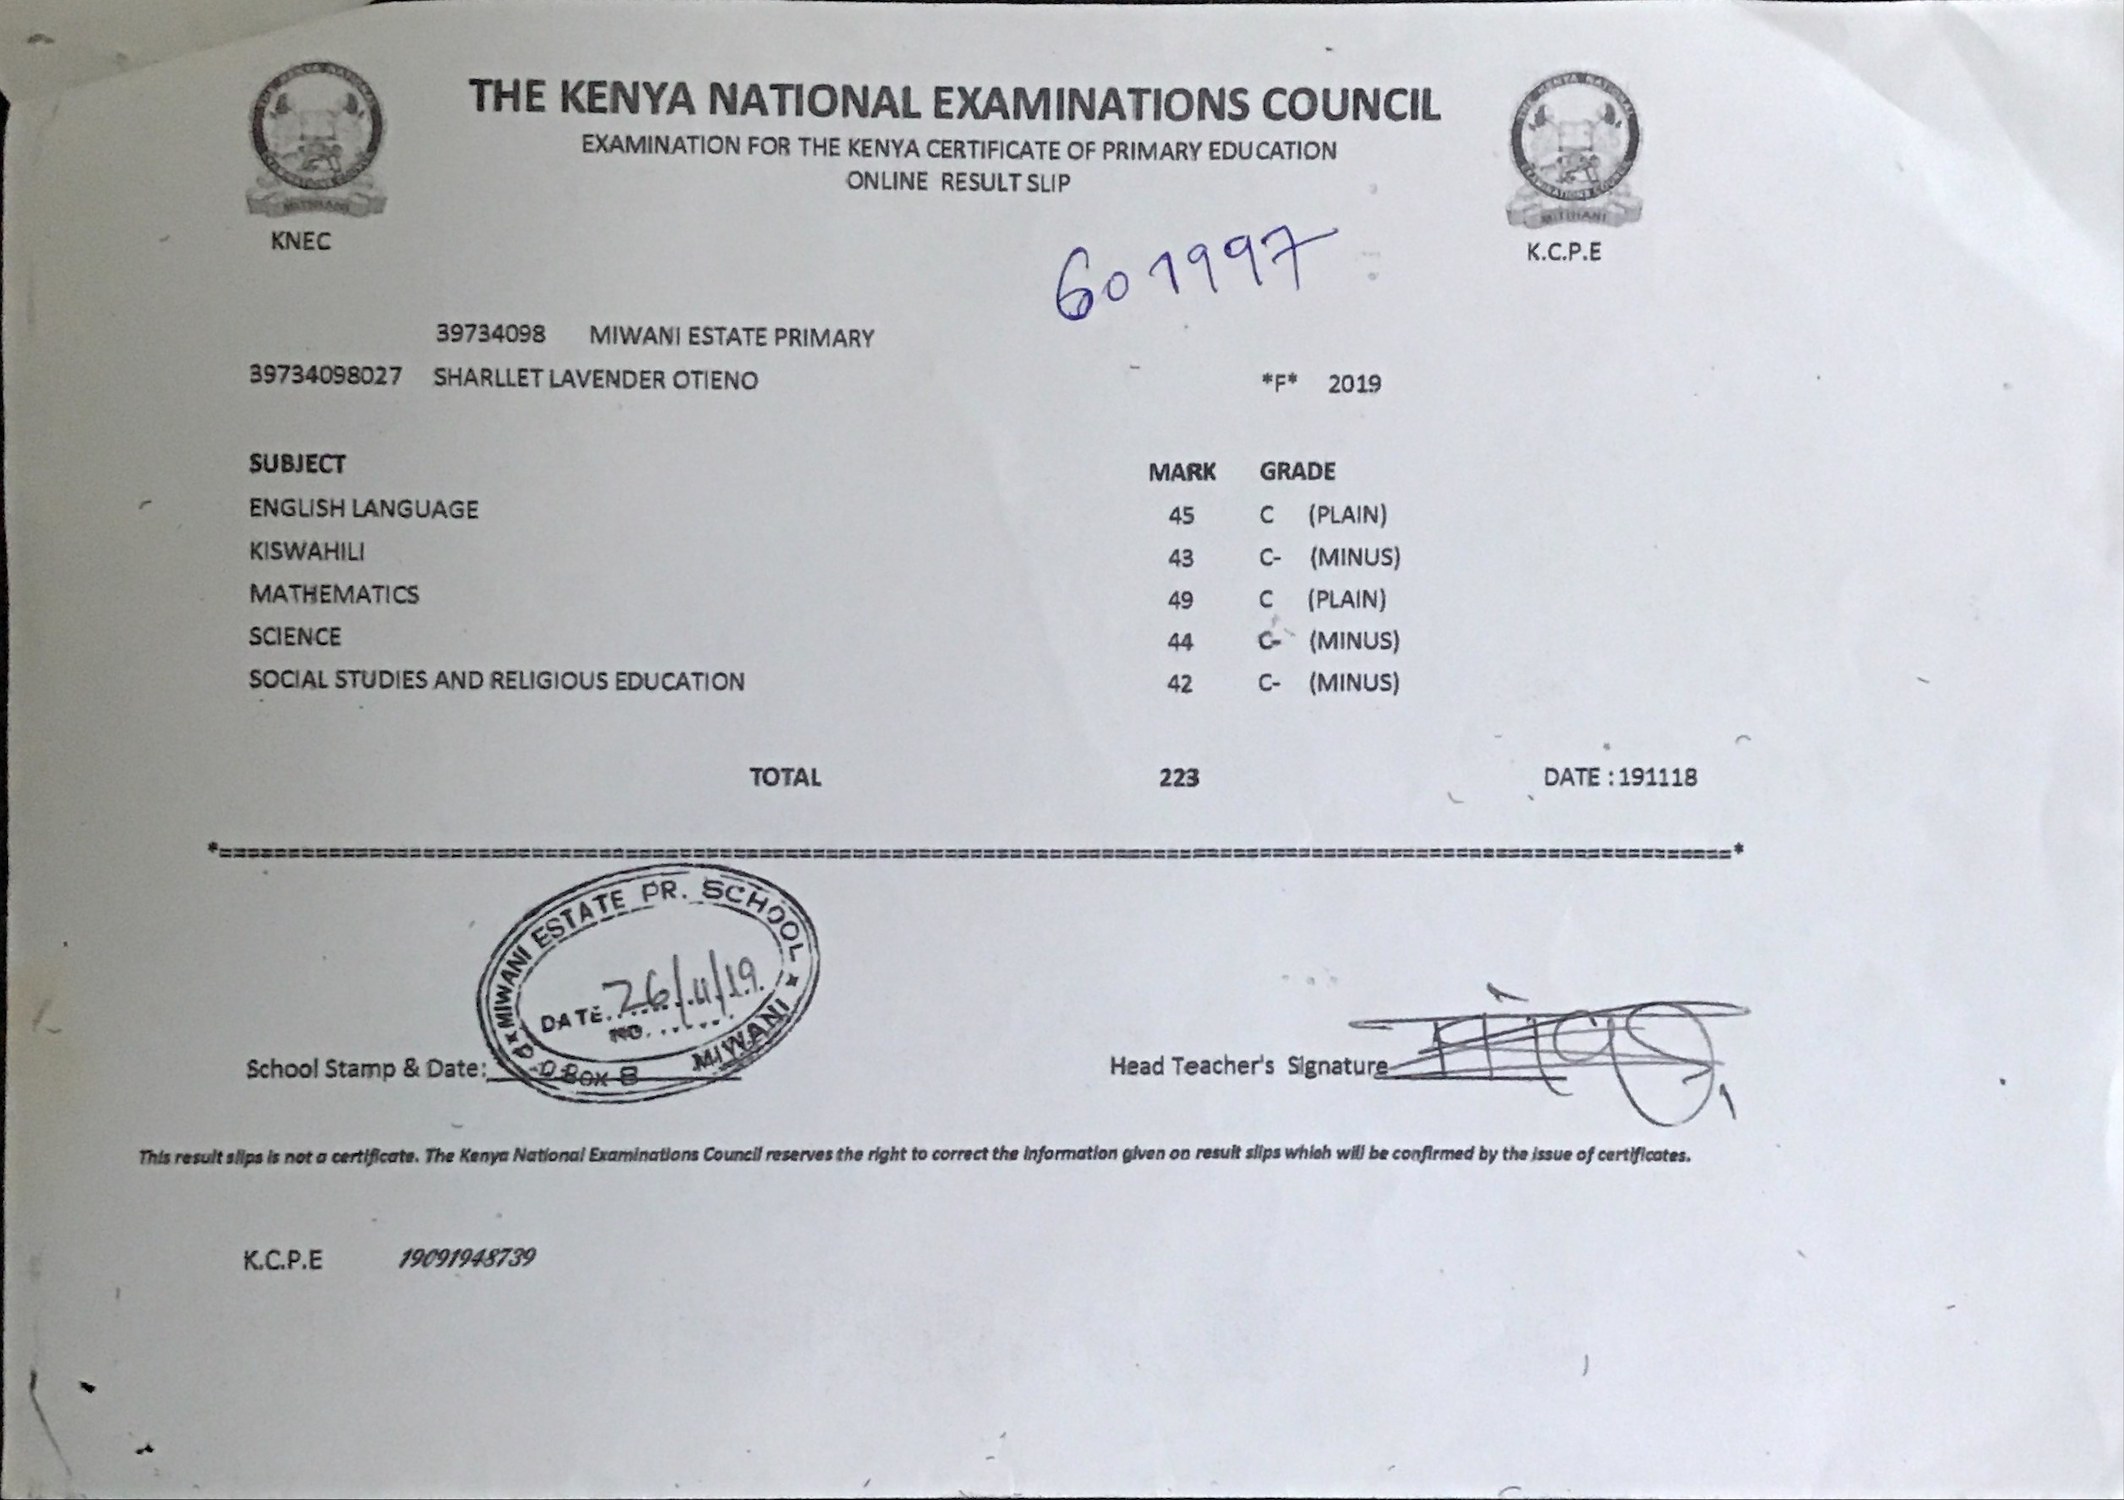 THE KENYA NATIONAL EXAMINATIONS COUNCIL
EXAMINATION FOR THE KENYA CERTIFICATE OF PRIMARY EDUCATION
ONLINE RESULT SLIP
KNEC
MITIHANI
K.C.P.E
601997
39734098 MIWANI ESTATE PRIMARY
39734098027 SHARLLET LAVENDER OTIENO *F* 2019
SUBJECT MARK GRADE
ENGLISH LANGUAGE 45 C (PLAIN)
KISWAHILI 43 C- (MINUS)
MATHEMATICS 49 C (PLAIN)
SCIENCE 44 C- (MINUS)
SOCIAL STUDIES AND RELIGIOUS EDUCATION 42 C- (MINUS)
TOTAL 223 DATE : 191118
MIWANI ESTATE PR. SCHOOL
DATE 26/11/19
NO.
P.O Box 8 MIWANI
School Stamp & Date: Head Teacher's Signature
This result slips is not a certificate. The Kenya National Examinations Council reserves the right to correct the information given on result slips which will be confirmed by the issue of certificates.
K.C.P.E 19091948739